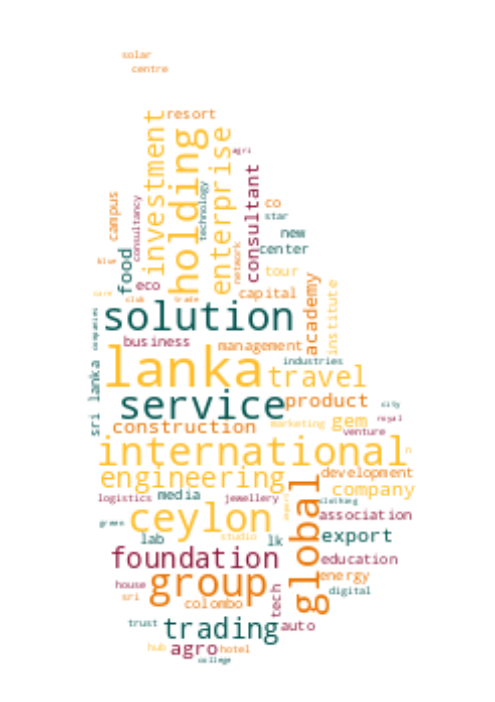 solar
centre
resort
investment
holding
enterprise
agri
technology
consultant
consultancy
campus
co
star
new
center
food
network
blue
tour
eco
care
club
trade
capital
academy
institute
solution
companies
business
management
industries
lanka
travel
sri lanka
service
product
city
royal
construction
marketing
gem
venture
international
engineering
development
company
global
logistics
media
jewellery
clothing
ceylon
association
green
lab
studio
lk
export
foundation
education
group
energy
house
sri
colombo
tech
digital
trust
trading
auto
hub
agro
hotel
college